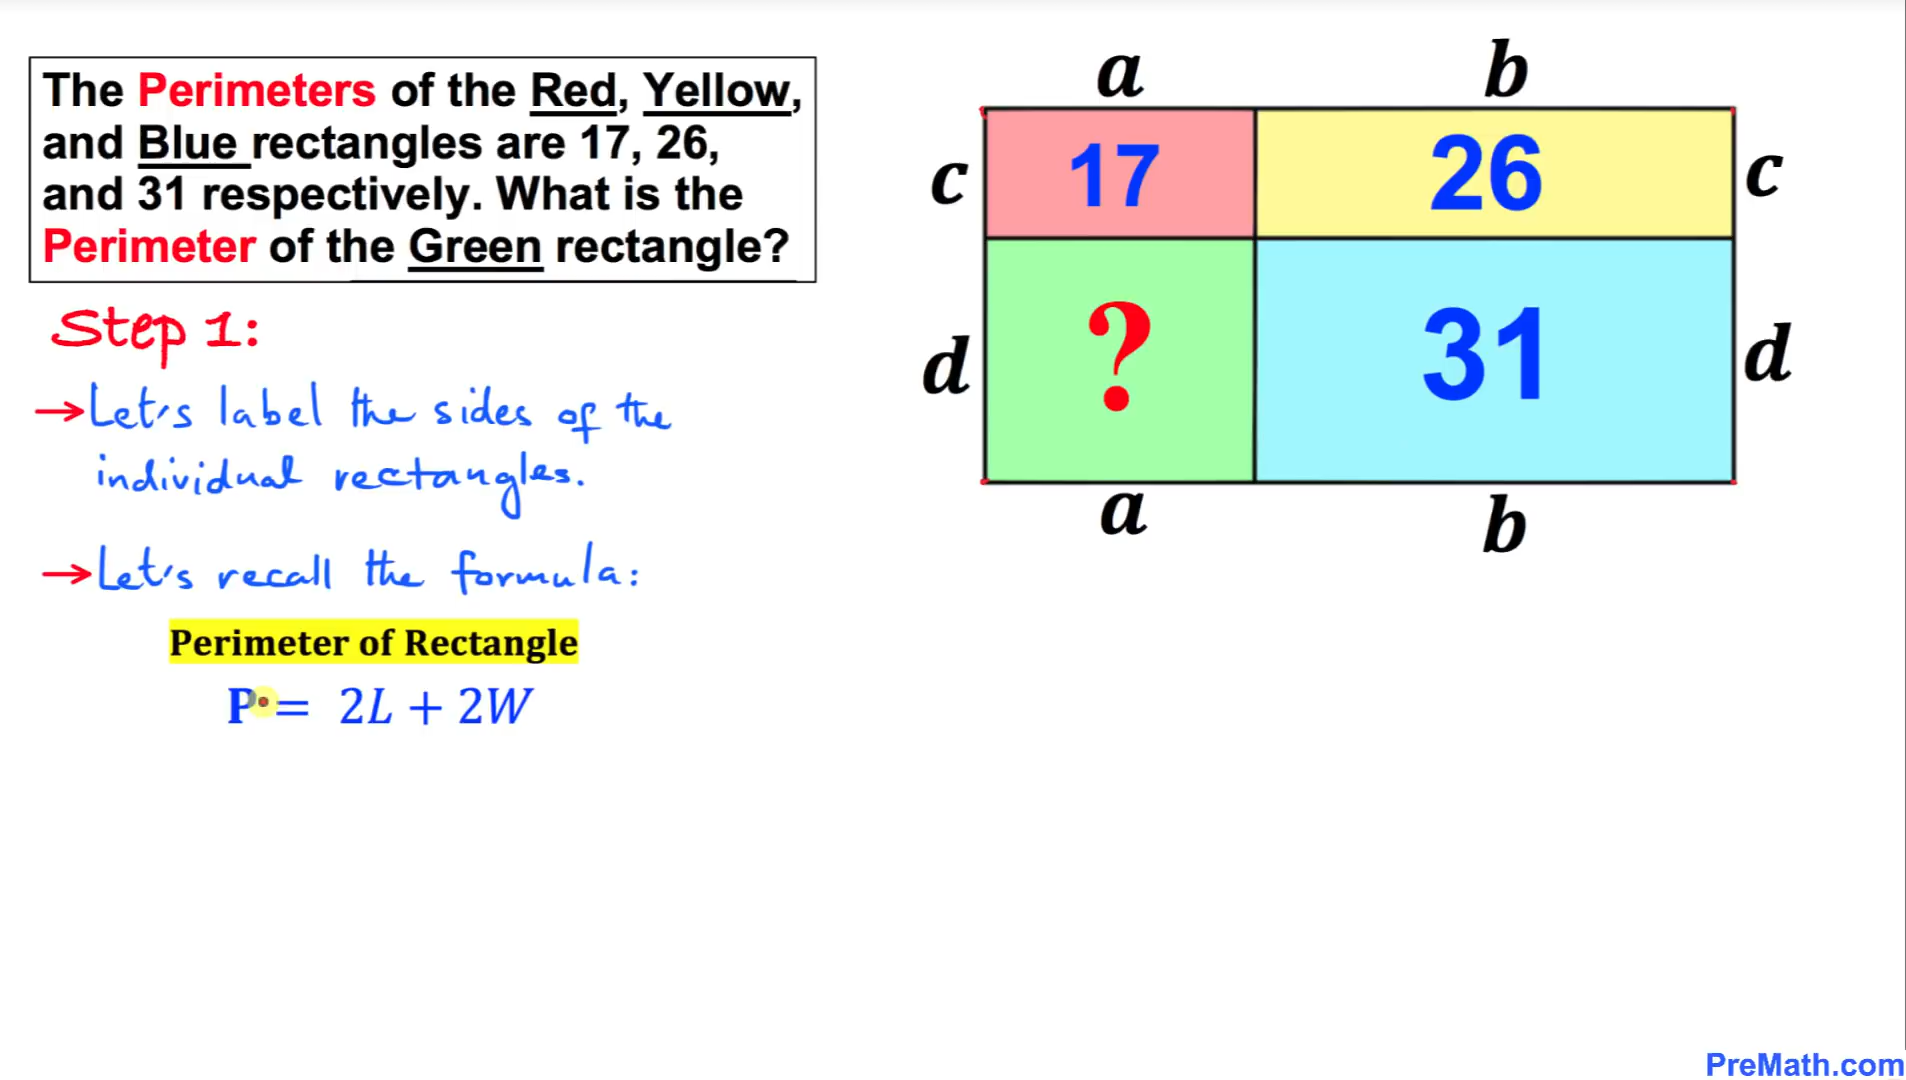 The Perimeters of the Red, Yellow,
and Blue rectangles are 17, 26,
and 31 respectively. What is the
Perimeter of the Green rectangle?
Step 1:
→Let's label the sides of the
individual rectangles.
→Let's recall the formula:
Perimeter of Rectangle
P = 2L + 2W
a b
c 17 26 c
d ? 31 d
a b
PreMath.com